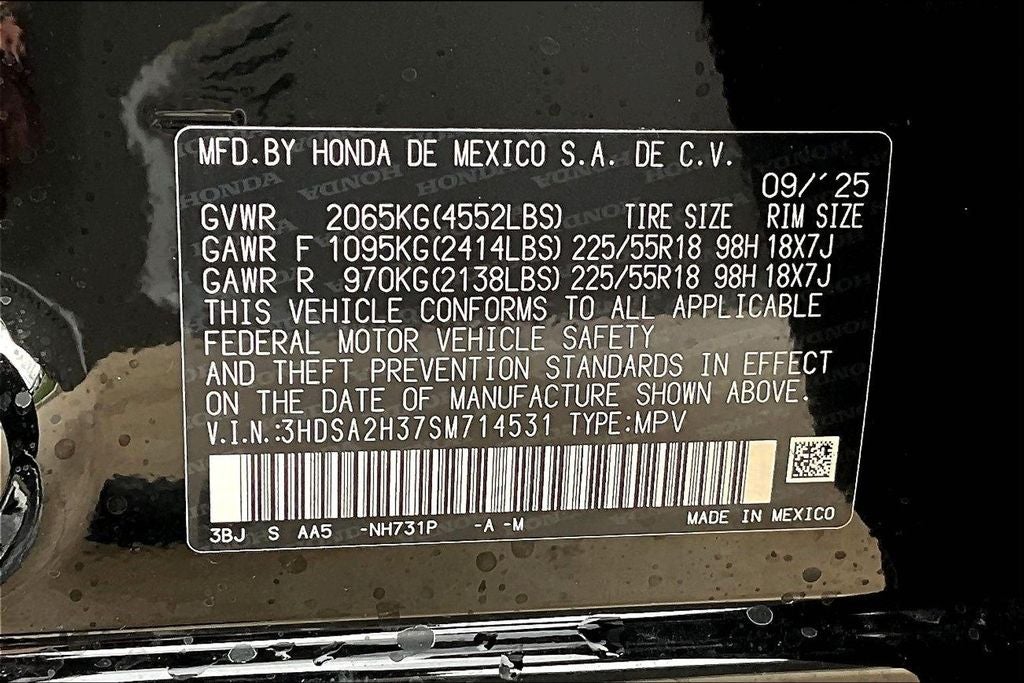 MFD.BY HONDA DE MEXICO S.A. DE C.V.
09/´25
GVWR 2065KG(4552LBS) TIRE SIZE RIM SIZE
GAWR F 1095KG(2414LBS) 225/55R18 98H 18X7J
GAWR R 970KG(2138LBS) 225/55R18 98H 18X7J
THIS VEHICLE CONFORMS TO ALL APPLICABLE
FEDERAL MOTOR VEHICLE SAFETY
AND THEFT PREVENTION STANDARDS IN EFFECT
ON THE DATE OF MANUFACTURE SHOWN ABOVE.
V.I.N.:3HDSA2H37SM714531 TYPE:MPV
3BJ S AA5 -NH731P -A -M
MADE IN MEXICO